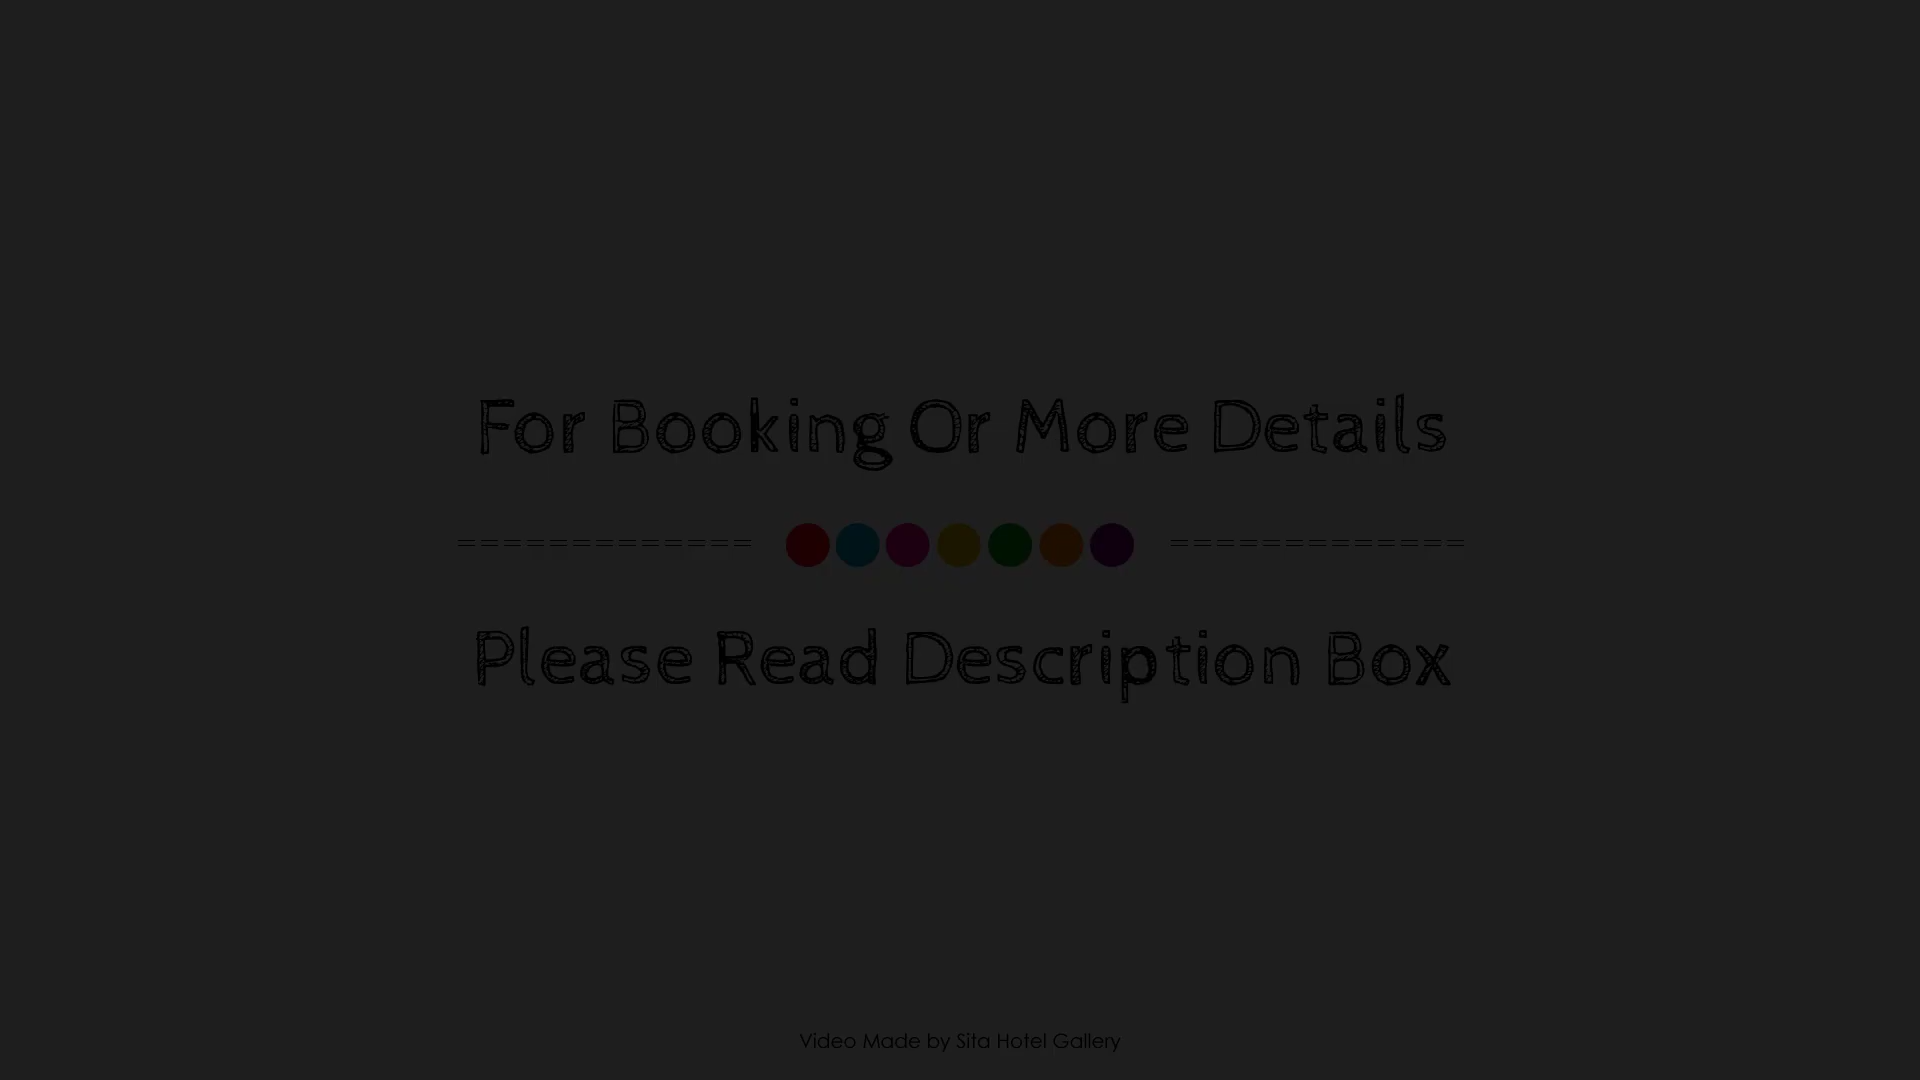 For Booking Or More Details
============= =============
Please Read Description Box
Video Made by Sita Hotel Gallery